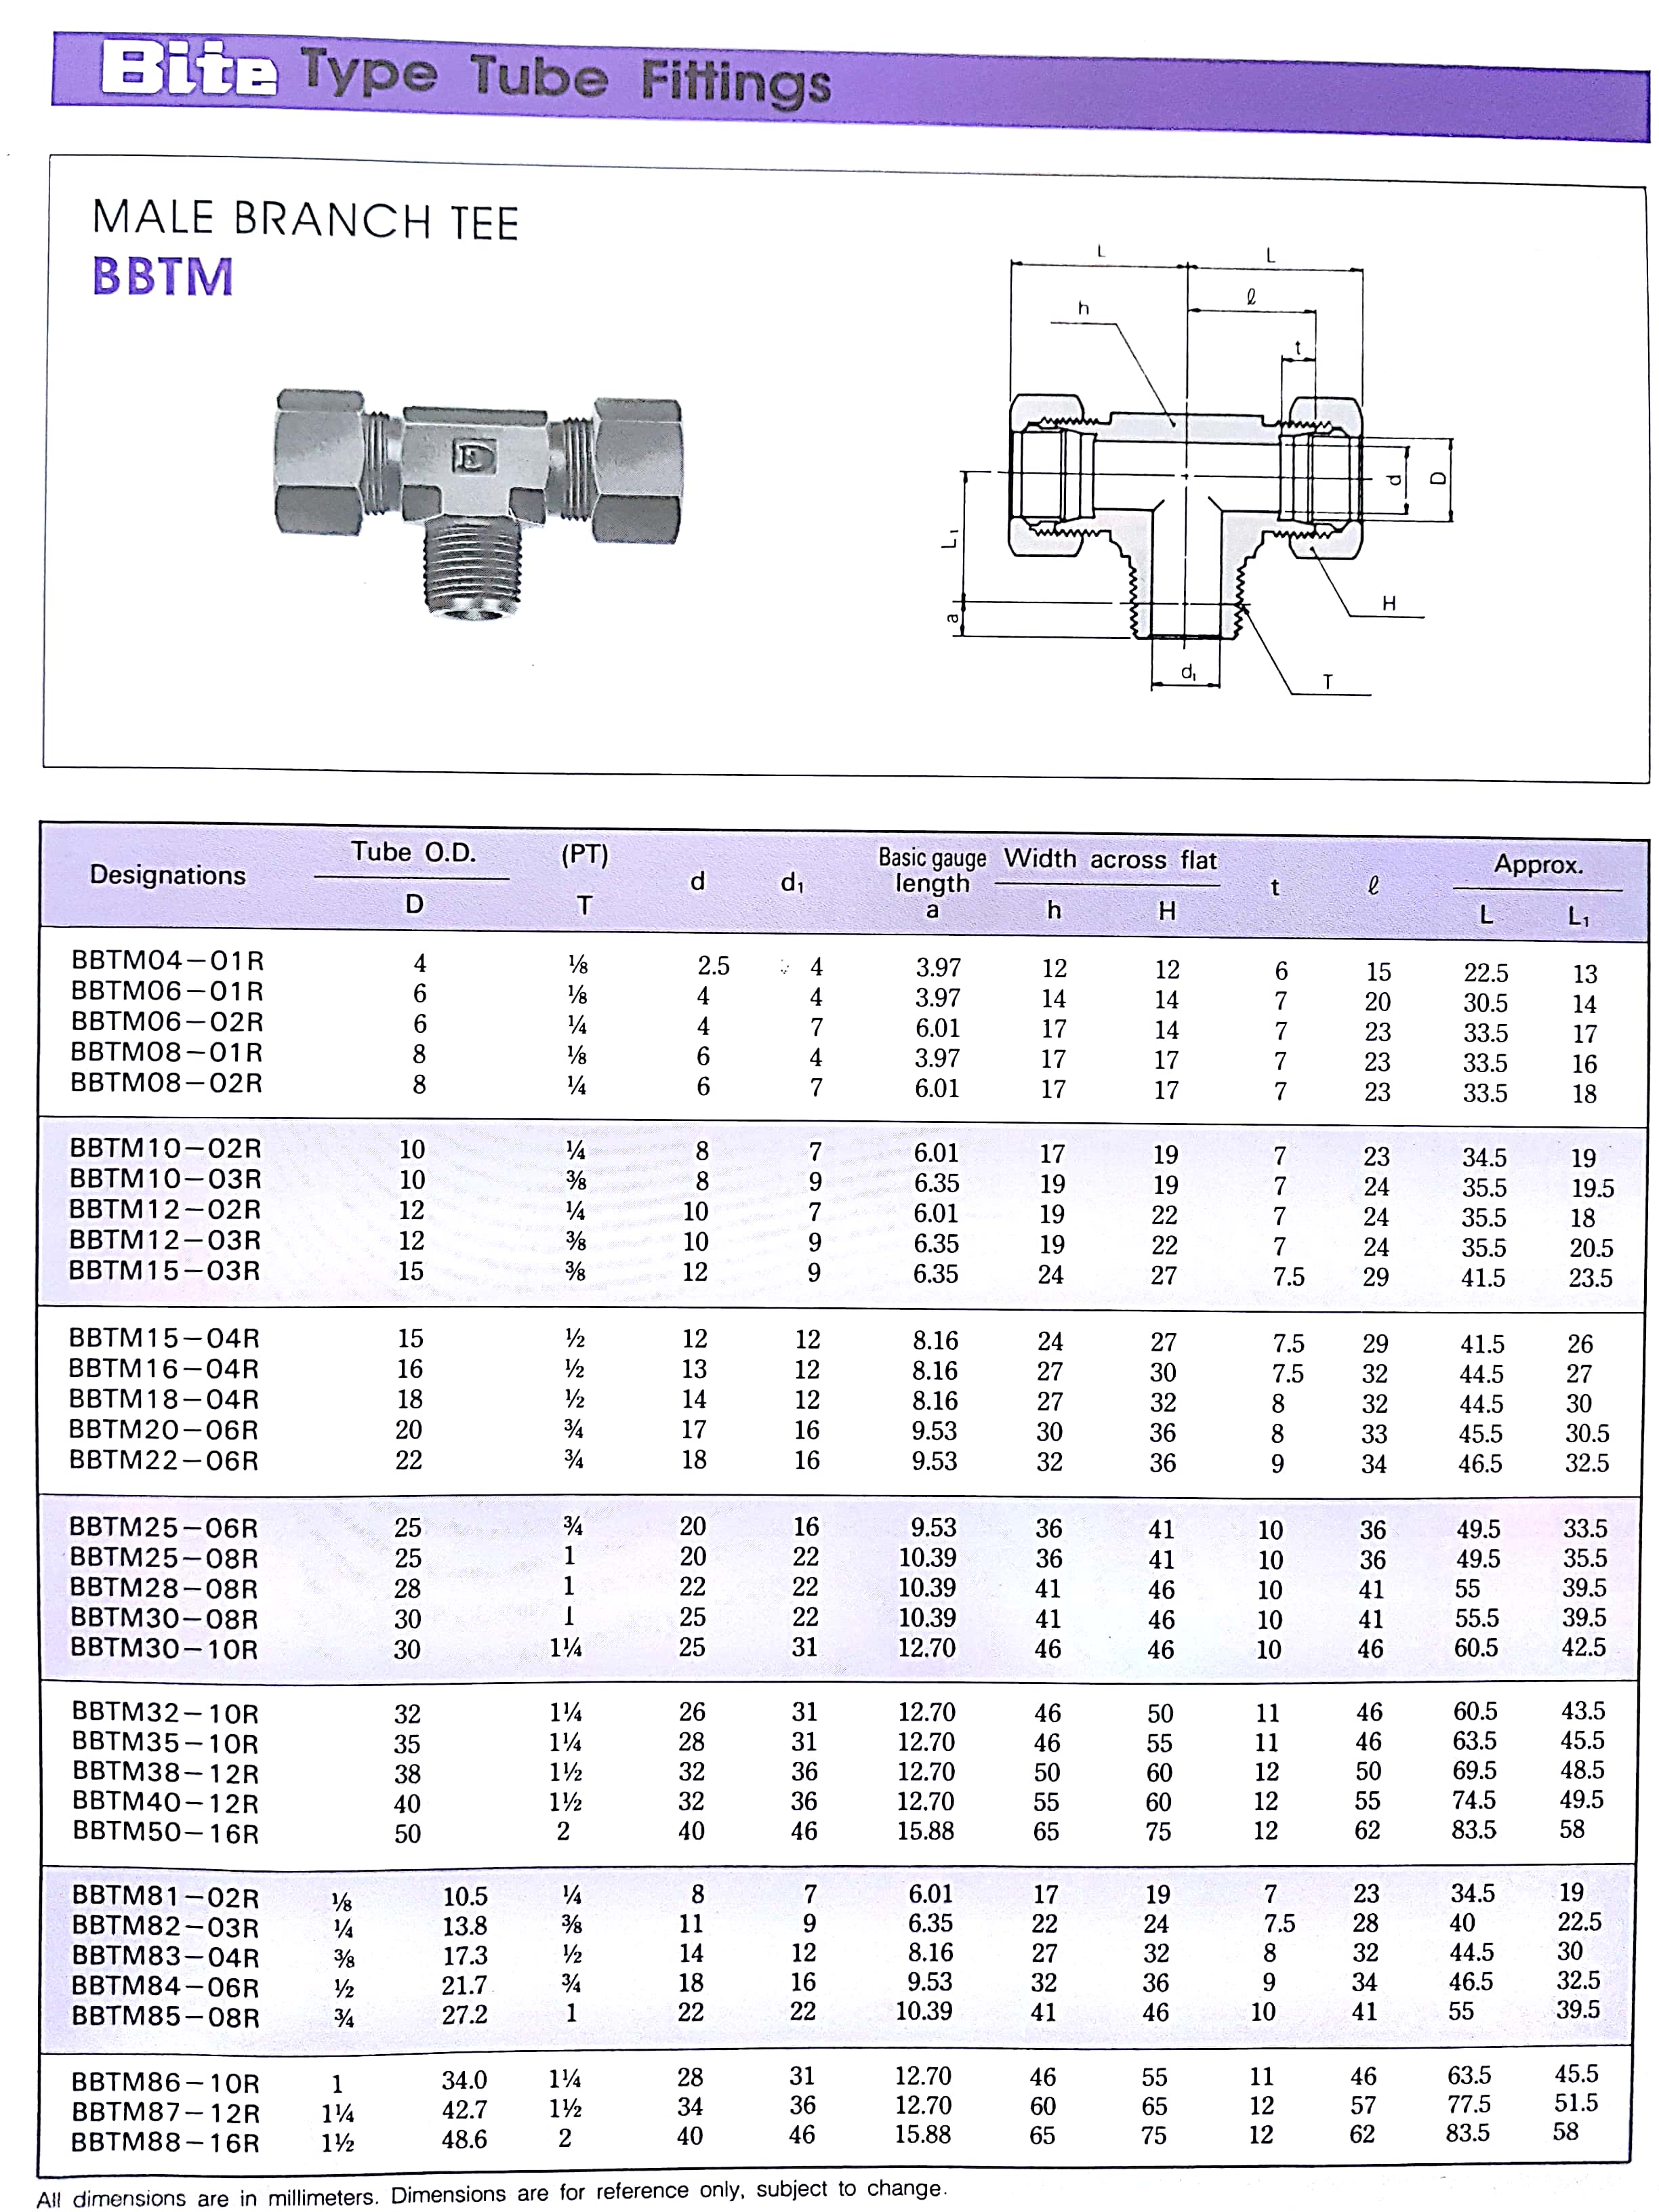 Bite Type Tube Fittings
MALE BRANCH TEE
BBTM
L L
ℓ
h
t
d D
L₁
a
H
d₁
T
Designations Tube O.D. D (PT) T d d₁ Basic gauge length a Width across flat h H t ℓ Approx. L L₁
BBTM04-01R 4 ⅛ 2.5 4 3.97 12 12 6 15 22.5 13
BBTM06-01R 6 ⅛ 4 4 3.97 14 14 7 20 30.5 14
BBTM06-02R 6 ¼ 4 7 6.01 17 14 7 23 33.5 17
BBTM08-01R 8 ⅛ 6 4 3.97 17 17 7 23 33.5 16
BBTM08-02R 8 ¼ 6 7 6.01 17 17 7 23 33.5 18
BBTM10-02R 10 ¼ 8 7 6.01 17 19 7 23 34.5 19
BBTM10-03R 10 ⅜ 8 9 6.35 19 19 7 24 35.5 19.5
BBTM12-02R 12 ¼ 10 7 6.01 19 22 7 24 35.5 18
BBTM12-03R 12 ⅜ 10 9 6.35 19 22 7 24 35.5 20.5
BBTM15-03R 15 ⅜ 12 9 6.35 24 27 7.5 29 41.5 23.5
BBTM15-04R 15 ½ 12 12 8.16 24 27 7.5 29 41.5 26
BBTM16-04R 16 ½ 13 12 8.16 27 30 7.5 32 44.5 27
BBTM18-04R 18 ½ 14 12 8.16 27 32 8 32 44.5 30
BBTM20-06R 20 ¾ 17 16 9.53 30 36 8 33 45.5 30.5
BBTM22-06R 22 ¾ 18 16 9.53 32 36 9 34 46.5 32.5
BBTM25-06R 25 ¾ 20 16 9.53 36 41 10 36 49.5 33.5
BBTM25-08R 25 1 20 22 10.39 36 41 10 36 49.5 35.5
BBTM28-08R 28 1 22 22 10.39 41 46 10 41 55 39.5
BBTM30-08R 30 1 25 22 10.39 41 46 10 41 55.5 39.5
BBTM30-10R 30 1¼ 25 31 12.70 46 46 10 46 60.5 42.5
BBTM32-10R 32 1¼ 26 31 12.70 46 50 11 46 60.5 43.5
BBTM35-10R 35 1¼ 28 31 12.70 46 55 11 46 63.5 45.5
BBTM38-12R 38 1½ 32 36 12.70 50 60 12 50 69.5 48.5
BBTM40-12R 40 1½ 32 36 12.70 55 60 12 55 74.5 49.5
BBTM50-16R 50 2 40 46 15.88 65 75 12 62 83.5 58
BBTM81-02R ⅛ 10.5 ¼ 8 7 6.01 17 19 7 23 34.5 19
BBTM82-03R ¼ 13.8 ⅜ 11 9 6.35 22 24 7.5 28 40 22.5
BBTM83-04R ⅜ 17.3 ½ 14 12 8.16 27 32 8 32 44.5 30
BBTM84-06R ½ 21.7 ¾ 18 16 9.53 32 36 9 34 46.5 32.5
BBTM85-08R ¾ 27.2 1 22 22 10.39 41 46 10 41 55 39.5
BBTM86-10R 1 34.0 1¼ 28 31 12.70 46 55 11 46 63.5 45.5
BBTM87-12R 1¼ 42.7 1½ 34 36 12.70 60 65 12 57 77.5 51.5
BBTM88-16R 1½ 48.6 2 40 46 15.88 65 75 12 62 83.5 58
All dimensions are in millimeters. Dimensions are for reference only, subject to change.